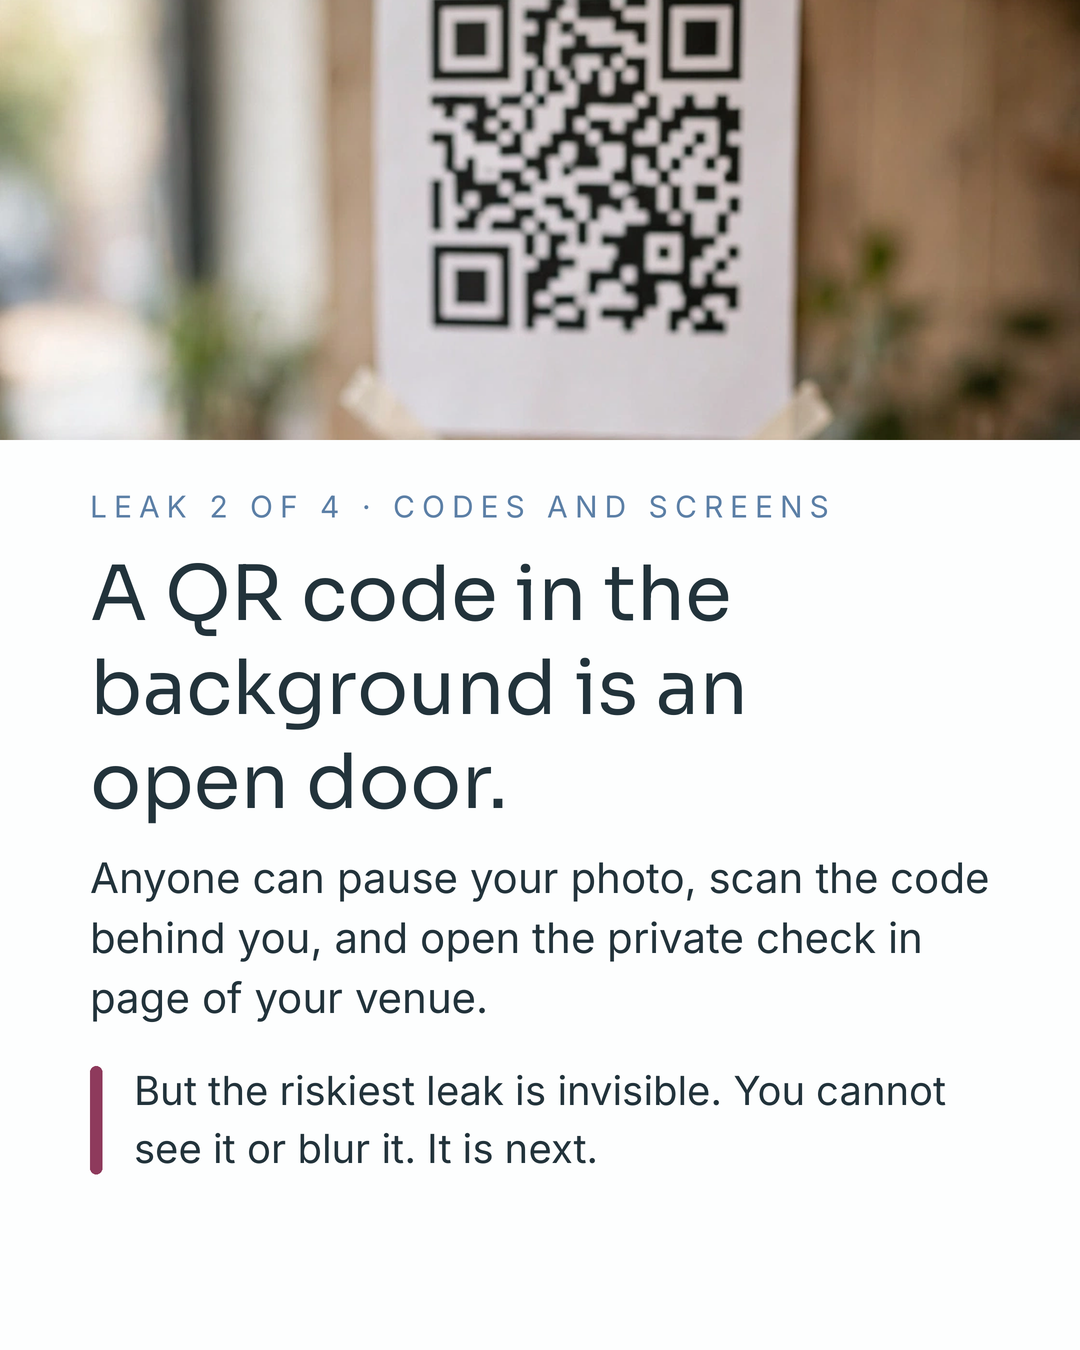 LEAK 2 OF 4 · CODES AND SCREENS
A QR code in the
background is an
open door.
Anyone can pause your photo, scan the code
behind you, and open the private check in
page of your venue.
But the riskiest leak is invisible. You cannot
see it or blur it. It is next.